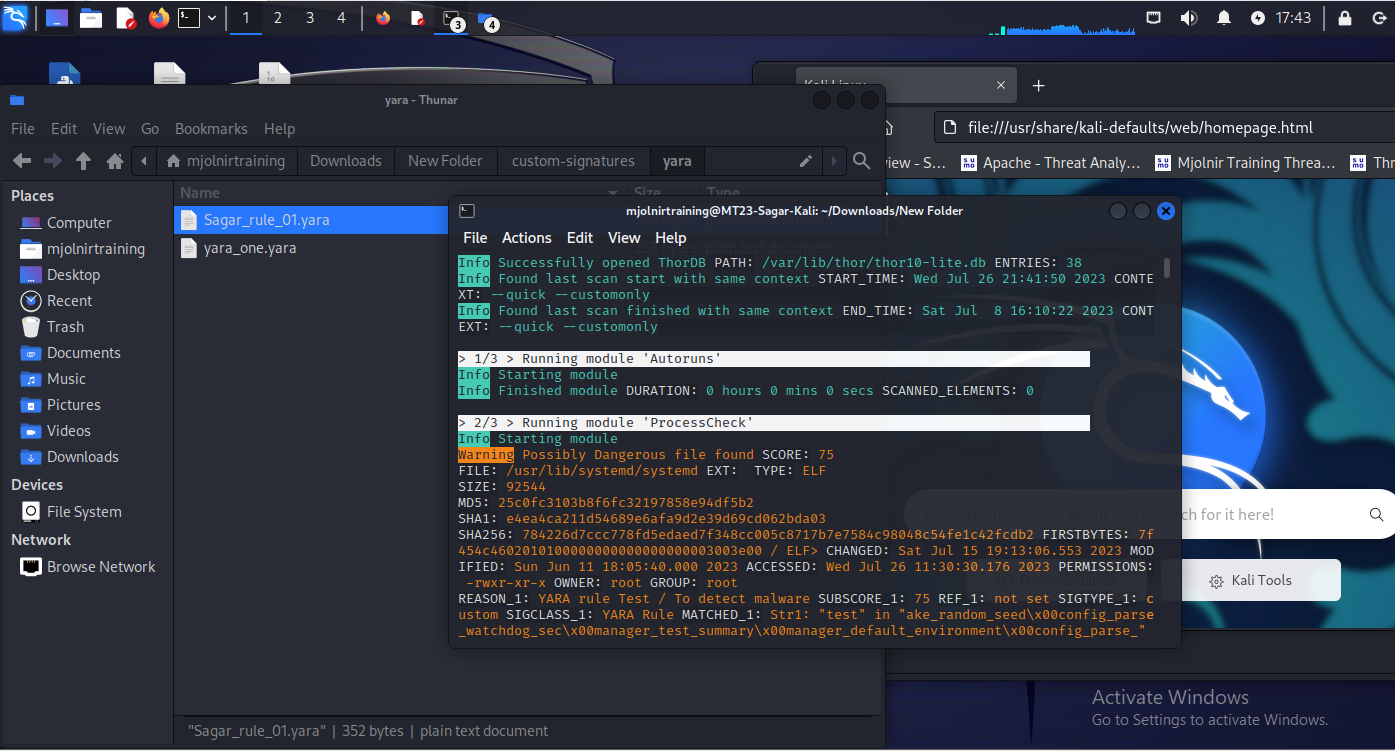 1 2 3 4 3 4 17:43
yara - Thunar
File Edit View Go Bookmarks Help
mjolnirtraining Downloads New Folder custom-signatures yara
Places
Computer
mjolnirtraining
Desktop
Recent
Trash
Documents
Music
Pictures
Videos
Downloads
Devices
File System
Network
Browse Network
Name Size Type
Sagar_rule_01.yara
yara_one.yara
"Sagar_rule_01.yara" | 352 bytes | plain text document
Kali Linux
file:///usr/share/kali-defaults/web/homepage.html
view - S… Apache - Threat Analy… Mjolnir Training Threa… Thr
mjolnirtraining@MT23-Sagar-Kali: ~/Downloads/New Folder
File Actions Edit View Help
Info Successfully opened ThorDB PATH: /var/lib/thor/thor10-lite.db ENTRIES: 38
Info Found last scan start with same context START_TIME: Wed Jul 26 21:41:50 2023 CONTE
XT: --quick --customonly
Info Found last scan finished with same context END_TIME: Sat Jul  8 16:10:22 2023 CONT
EXT: --quick --customonly
> 1/3 > Running module 'Autoruns'
Info Starting module
Info Finished module DURATION: 0 hours 0 mins 0 secs SCANNED_ELEMENTS: 0
> 2/3 > Running module 'ProcessCheck'
Info Starting module
Warning Possibly Dangerous file found SCORE: 75
FILE: /usr/lib/systemd/systemd EXT:  TYPE: ELF
SIZE: 92544
MD5: 25c0fc3103b8f6fc32197858e94df5b2
SHA1: e4ea4ca211d54689e6afa9d2e39d69cd062bda03
SHA256: 784226d7ccc778fd5edaed7f348cc005c8717b7e7584c98048c54fe1c42fcdb2 FIRSTBYTES: 7f
454c4602010100000000000000000003003e00 / ELF> CHANGED: Sat Jul 15 19:13:06.553 2023 MOD
IFIED: Sun Jun 11 18:05:40.000 2023 ACCESSED: Wed Jul 26 11:30:30.176 2023 PERMISSIONS:
-rwxr-xr-x OWNER: root GROUP: root
REASON_1: YARA rule Test / To detect malware SUBSCORE_1: 75 REF_1: not set SIGTYPE_1: c
ustom SIGCLASS_1: YARA Rule MATCHED_1: Str1: "test" in "ake_random_seed\x00config_parse
_watchdog_sec\x00manager_test_summary\x00manager_default_environment\x00config_parse_"
Search for it here!
Documentation
Kali Tools
Activate Windows
Go to Settings to activate Windows.